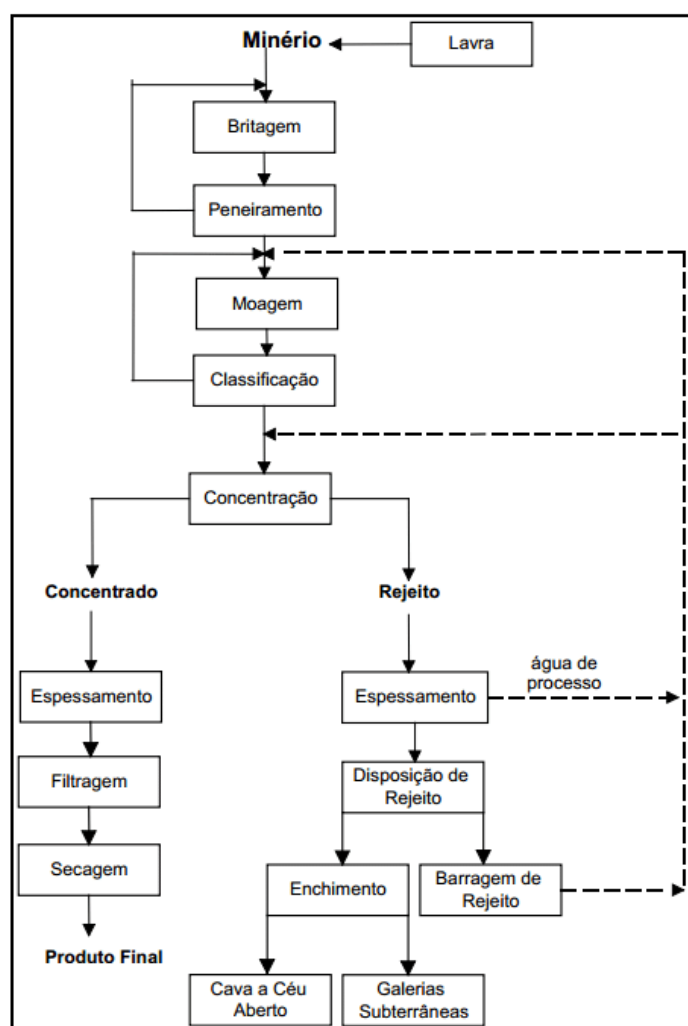 Minério
Lavra
Britagem
Peneiramento
Moagem
Classificação
Concentração
Concentrado
Rejeito
Espessamento
Espessamento
água de
processo
Filtragem
Disposição de
Rejeito
Secagem
Enchimento
Barragem de
Rejeito
Produto Final
Cava a Céu
Aberto
Galerias
Subterrâneas